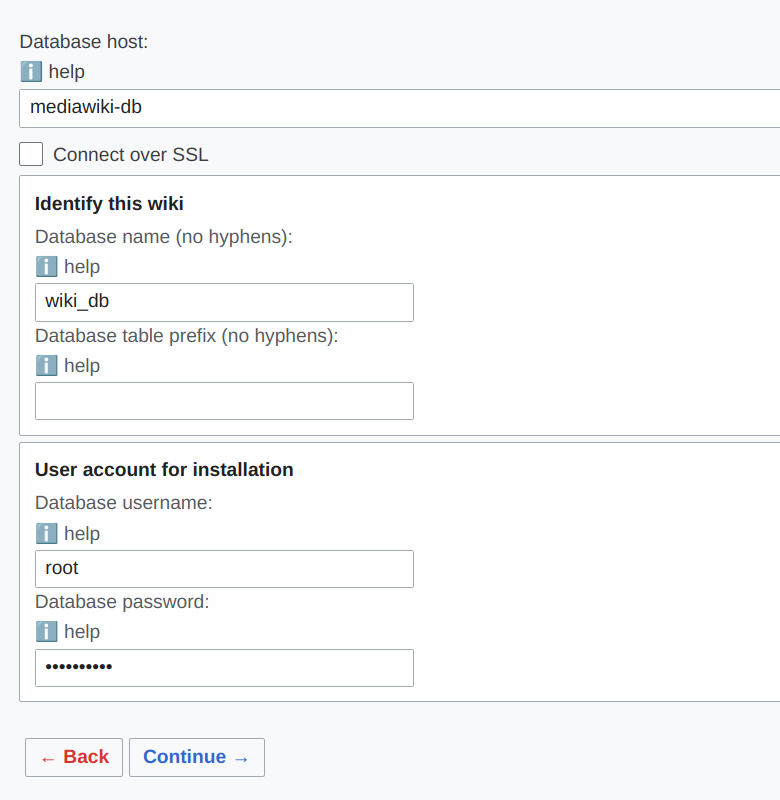 Database host:
ℹ️ help
mediawiki-db
Connect over SSL
Identify this wiki
Database name (no hyphens):
ℹ️ help
wiki_db
Database table prefix (no hyphens):
ℹ️ help
User account for installation
Database username:
ℹ️ help
root
Database password:
ℹ️ help
••••••••••
← Back Continue →